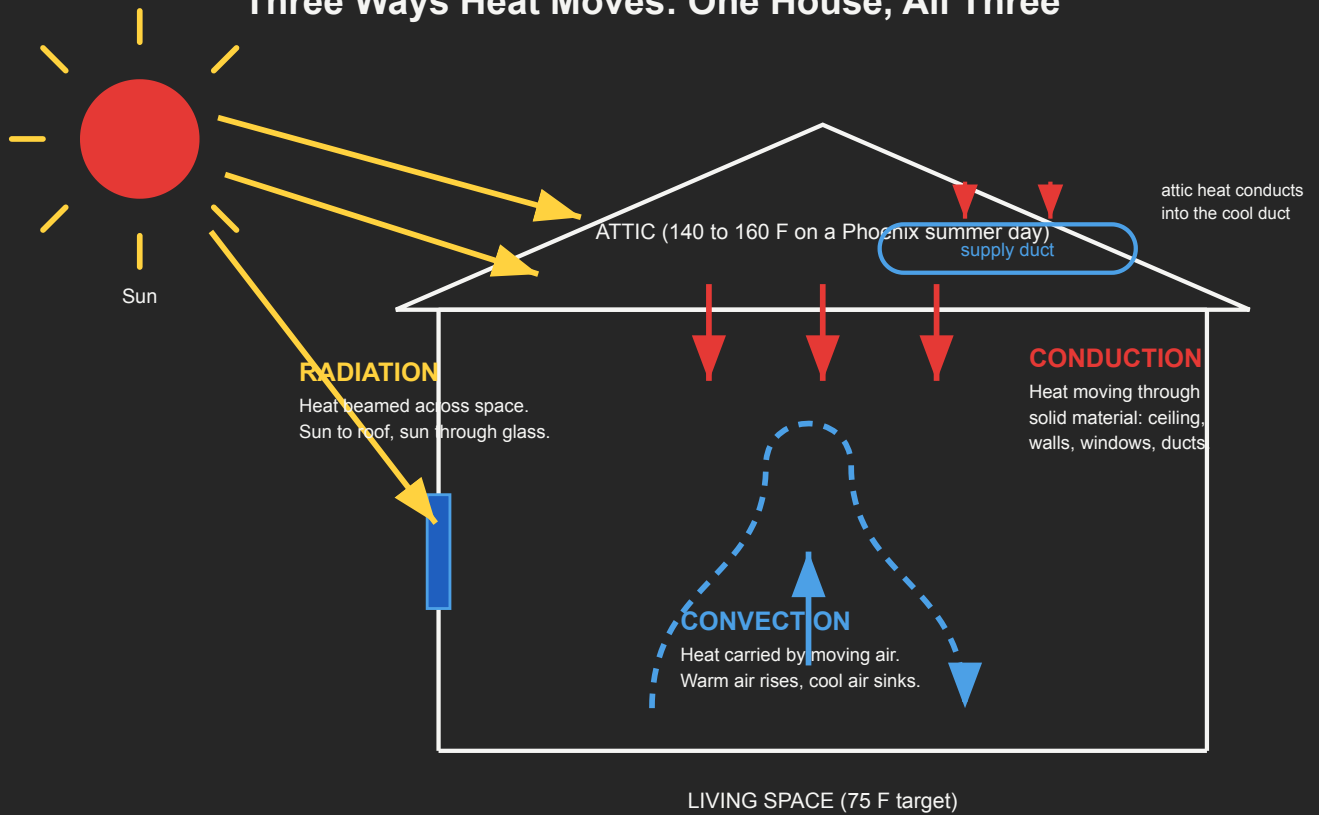 Three Ways Heat Moves: One House, All Three
attic heat conducts
into the cool duct
ATTIC (140 to 160 F on a Phoenix summer day)
supply duct
Sun
RADIATION
Heat beamed across space.
Sun to roof, sun through glass.
CONDUCTION
Heat moving through
solid material: ceiling,
walls, windows, ducts.
CONVECTION
Heat carried by moving air.
Warm air rises, cool air sinks.
LIVING SPACE (75 F target)